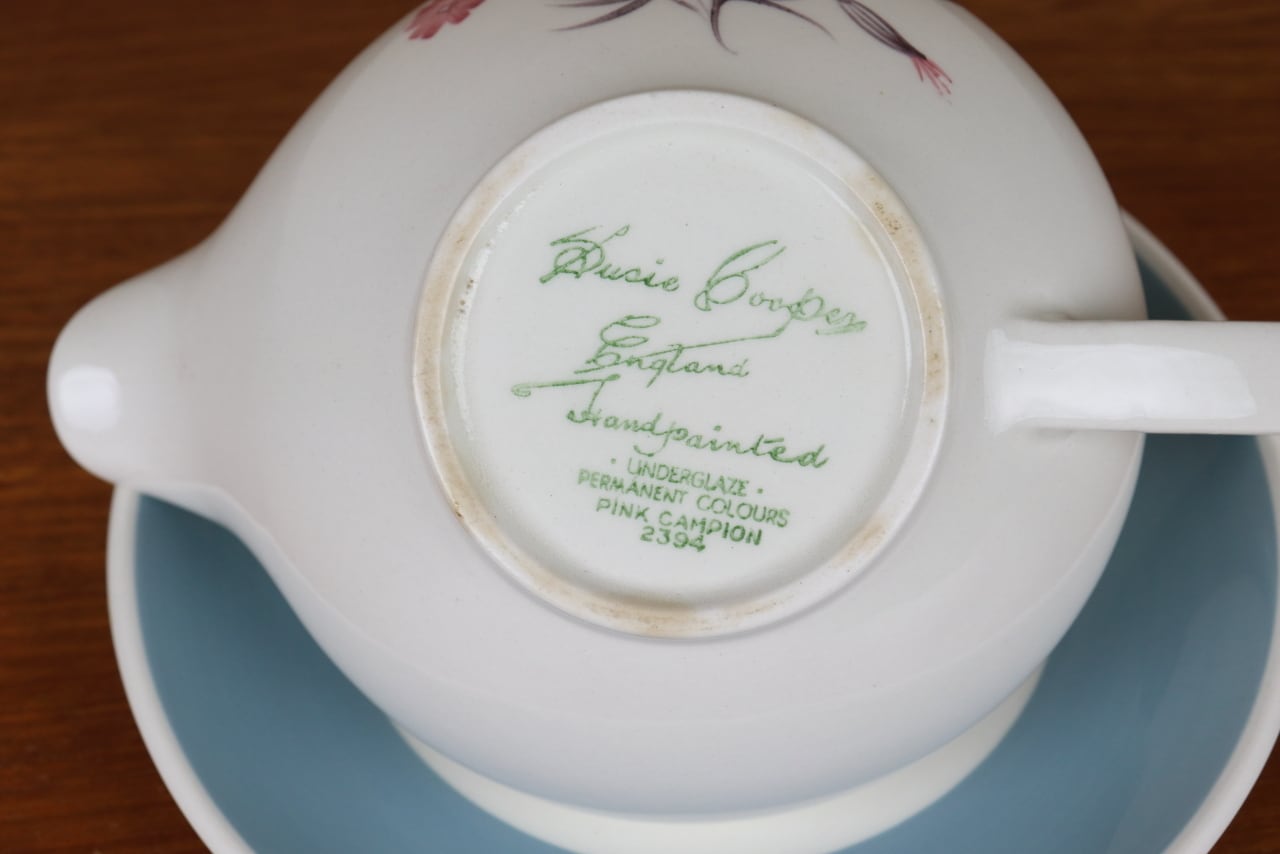 Susie Cooper
England
Handpainted
· UNDERGLAZE ·
PERMANENT COLOURS
PINK CAMPION
2394